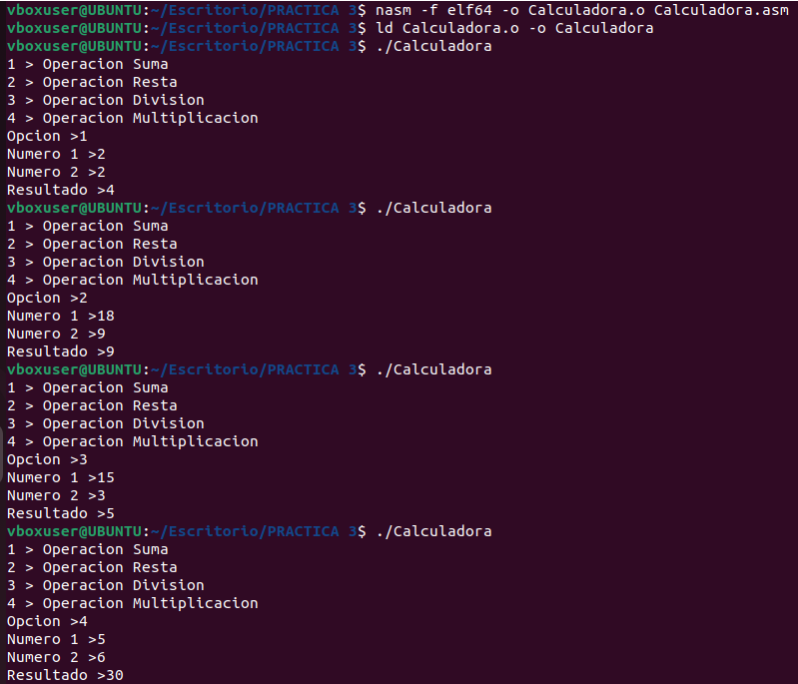 vboxuser@UBUNTU:~/Escritorio/PRACTICA 3$ nasm -f elf64 -o Calculadora.o Calculadora.asm
vboxuser@UBUNTU:~/Escritorio/PRACTICA 3$ ld Calculadora.o -o Calculadora
vboxuser@UBUNTU:~/Escritorio/PRACTICA 3$ ./Calculadora
1 > Operacion Suma
2 > Operacion Resta
3 > Operacion Division
4 > Operacion Multiplicacion
Opcion >1
Numero 1 >2
Numero 2 >2
Resultado >4
vboxuser@UBUNTU:~/Escritorio/PRACTICA 3$ ./Calculadora
1 > Operacion Suma
2 > Operacion Resta
3 > Operacion Division
4 > Operacion Multiplicacion
Opcion >2
Numero 1 >18
Numero 2 >9
Resultado >9
vboxuser@UBUNTU:~/Escritorio/PRACTICA 3$ ./Calculadora
1 > Operacion Suma
2 > Operacion Resta
3 > Operacion Division
4 > Operacion Multiplicacion
Opcion >3
Numero 1 >15
Numero 2 >3
Resultado >5
vboxuser@UBUNTU:~/Escritorio/PRACTICA 3$ ./Calculadora
1 > Operacion Suma
2 > Operacion Resta
3 > Operacion Division
4 > Operacion Multiplicacion
Opcion >4
Numero 1 >5
Numero 2 >6
Resultado >30